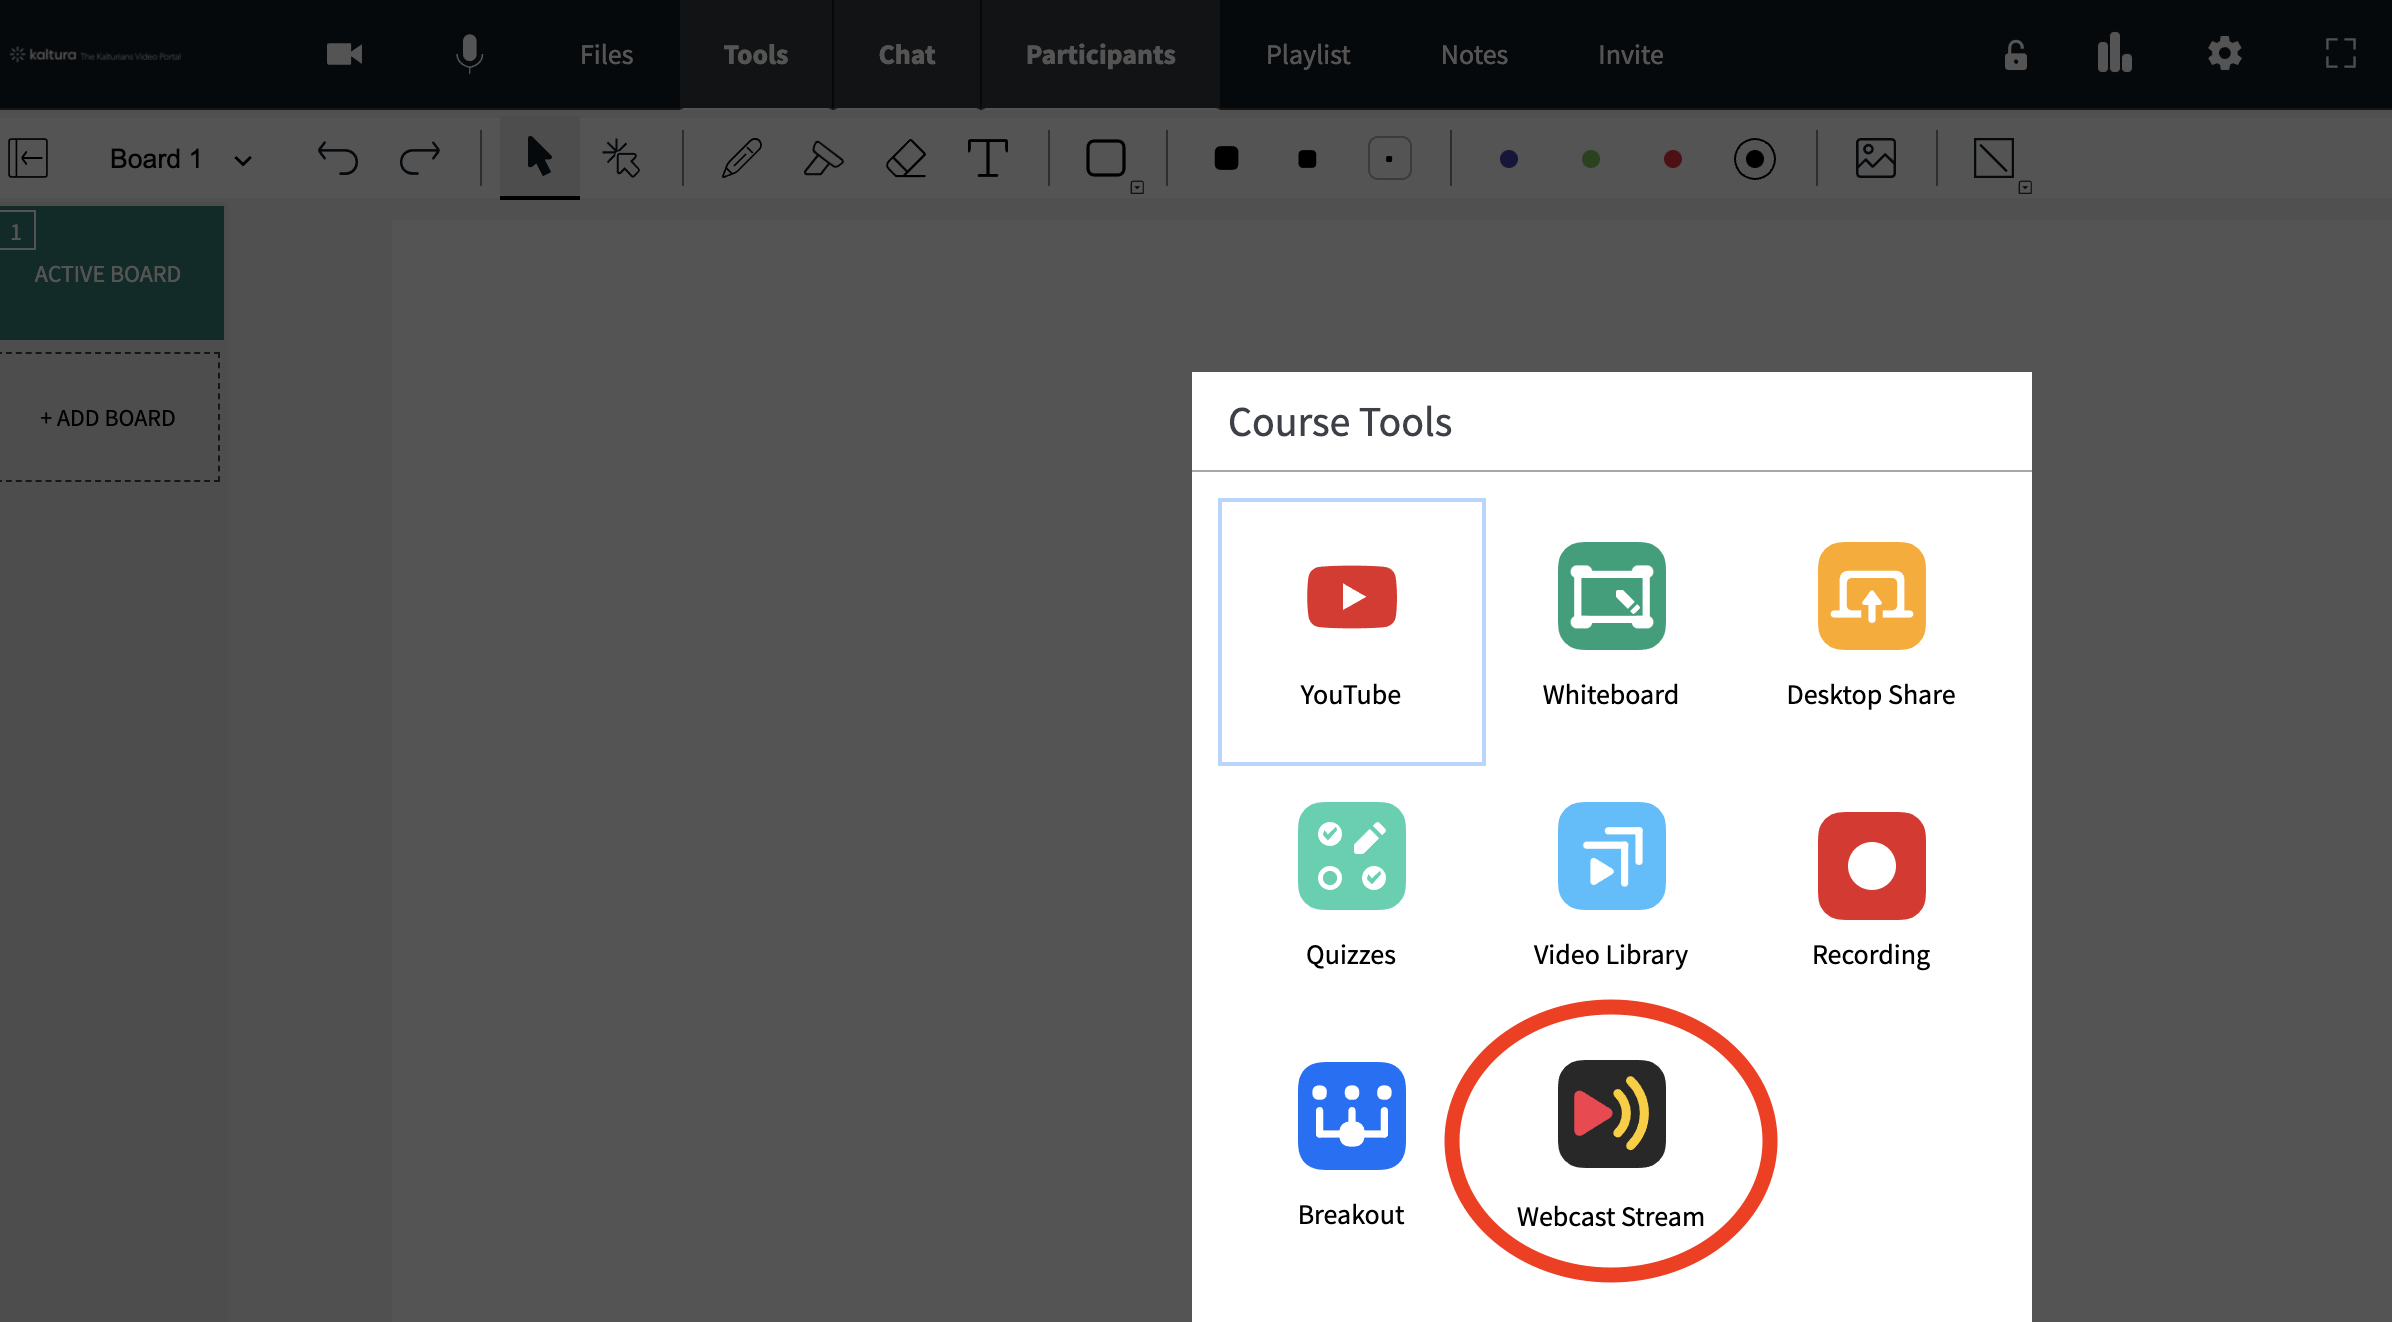 kaltura The Kalturians Video Portal
Files
Tools
Chat
Participants
Playlist
Notes
Invite
Board 1
1
ACTIVE BOARD
+ ADD BOARD
Course Tools
YouTube
Whiteboard
Desktop Share
Quizzes
Video Library
Recording
Breakout
Webcast Stream